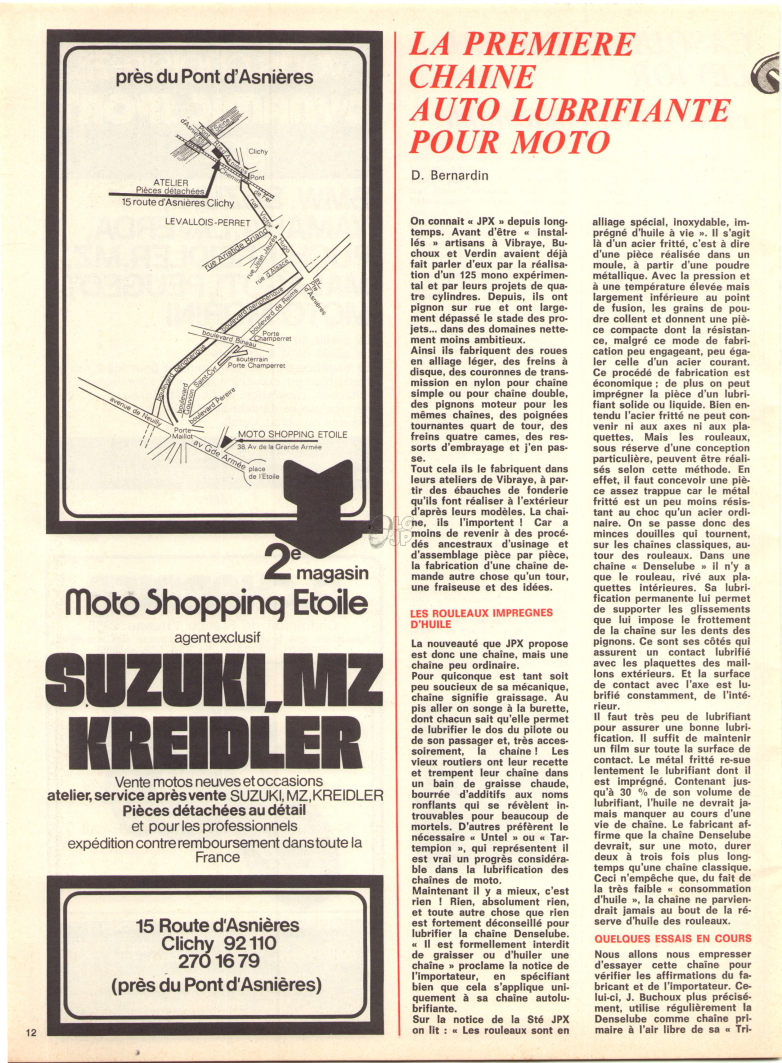 près du Pont d'Asnières
Clichy
ATELIER
Pièces détachées
15 route d'Asnières Clichy
Pont
Chemin de Fer
LEVALLOIS-PERRET
rue Victor
Hugo
rue Aristide Briand
rue Jean Jaurès
rue d'Alsace
av.
Pte
d'Asnières
boulevard Périphérique
boulevard de Reims
Porte
Champerret
boulevard Bineau
souterrain
Porte Champerret
boulevard périphérique
boulevard
Gouvion Saint-Cyr
boulevard Pereire
avenue de Neuilly
Porte
Maillot
MOTO SHOPPING ETOILE
38, Av de la Grande Armée
av Gde Armée
place
de l'Etoile
2e
magasin
Moto Shopping Etoile
agent exclusif
SUZUKI, MZ
KREIDLER
Vente motos neuves et occasions
atelier, service après vente SUZUKI, MZ, KREIDLER
Pièces détachées au détail
et pour les professionnels
expédition contre remboursement dans toute la
France
15 Route d'Asnières
Clichy 92110
270 16 79
(près du Pont d'Asnières)
12
LA PREMIERE
CHAINE
AUTO LUBRIFIANTE
POUR MOTO
D. Bernardin
On connait « JPX » depuis long-
temps. Avant d'être « instal-
lés » artisans à Vibraye, Bu-
choux et Verdin avaient déjà
fait parler d'eux par la réalisa-
tion d'un 125 mono expérimen-
tal et par leurs projets de qua-
tre cylindres. Depuis, ils ont
pignon sur rue et ont large-
ment dépassé le stade des pro-
jets... dans des domaines nette-
ment moins ambitieux.
Ainsi ils fabriquent des roues
en alliage léger, des freins à
disque, des couronnes de trans-
mission en nylon pour chaîne
simple ou pour chaîne double,
des pignons moteur pour les
mêmes chaînes, des poignées
tournantes quart de tour, des
freins quatre cames, des res-
sorts d'embrayage et j'en pas-
se.
Tout cela ils le fabriquent dans
leurs ateliers de Vibraye, à par-
tir des ébauches de fonderie
qu'ils font réaliser à l'extérieur
d'après leurs modèles. La chaî-
ne, ils l'importent ! Car a
moins de revenir à des procé-
dés ancestraux d'usinage et
d'assemblage pièce par pièce,
la fabrication d'une chaîne de-
mande autre chose qu'un tour,
une fraiseuse et des idées.
LES ROULEAUX IMPREGNES
D'HUILE
La nouveauté que JPX propose
est donc une chaîne, mais une
chaîne peu ordinaire.
Pour quiconque est tant soit
peu soucieux de sa mécanique,
chaîne signifie graissage. Au
pis aller on songe à la burette,
dont chacun sait qu'elle permet
de lubrifier le dos du pilote ou
de son passager et, très acces-
soirement, la chaîne ! Les
vieux routiers ont leur recette
et trempent leur chaîne dans
un bain de graisse chaude,
bourrée d'additifs aux noms
ronflants qui se révèlent in-
trouvables pour beaucoup de
mortels. D'autres préfèrent le
nécessaire « Untel » ou « Tar-
tempion », qui représentent il
est vrai un progrès considéra-
ble dans la lubrification des
chaînes de moto.
Maintenant il y a mieux, c'est
rien ! Rien, absolument rien,
et toute autre chose que rien
est fortement déconseillé pour
lubrifier la chaîne Denselube.
« Il est formellement interdit
de graisser ou d'huiler une
chaîne » proclame la notice de
l'importateur, en spécifiant
bien que cela s'applique uni-
quement à sa chaîne autolu-
brifiante.
Sur la notice de la Sté JPX
on lit : « Les rouleaux sont en
alliage spécial, inoxydable, im-
prégné d'huile à vie ». Il s'agit
là d'un acier fritté, c'est à dire
d'une pièce réalisée dans un
moule, à partir d'une poudre
métallique. Avec la pression et
à une température élevée mais
largement inférieure au point
de fusion, les grains de pou-
dre collent et donnent une piè-
ce compacte dont la résistan-
ce, malgré ce mode de fabri-
cation peu engageant, peu éga-
ler celle d'un acier courant.
Ce procédé de fabrication est
économique ; de plus on peut
imprégner la pièce d'un lubri-
fiant solide ou liquide. Bien en-
tendu l'acier fritté ne peut con-
venir ni aux axes ni aux pla-
quettes. Mais les rouleaux,
sous réserve d'une conception
particulière, peuvent être réali-
sés selon cette méthode. En
effet, il faut concevoir une piè-
ce assez trappue car le métal
fritté est un peu moins résis-
tant au choc qu'un acier ordi-
naire. On se passe donc des
minces douilles qui tournent,
sur les chaînes classiques, au-
tour des rouleaux. Dans une
chaîne « Denselube » il n'y a
que le rouleau, rivé aux pla-
quettes intérieures. Sa lubri-
fication permanente lui permet
de supporter les glissements
que lui impose le frottement
de la chaîne sur les dents des
pignons. Ce sont ses côtés qui
assurent un contact lubrifié
avec les plaquettes des mail-
lons extérieurs. Et la surface
de contact avec l'axe est lu-
brifié constamment, de l'inté-
rieur.
Il faut très peu de lubrifiant
pour assurer une bonne lubri-
fication. Il suffit de maintenir
un film sur toute la surface de
contact. Le métal fritté re-sue
lentement le lubrifiant dont il
est imprégné. Contenant jus-
qu'à 30 % de son volume de
lubrifiant, l'huile ne devrait ja-
mais manquer au cours d'une
vie de chaîne. Le fabricant af-
firme que la chaîne Denselube
devrait, sur une moto, durer
deux à trois fois plus long-
temps qu'une chaîne classique.
Ceci n'empêche que, du fait de
la très faible « consommation
d'huile », la chaîne ne parvien-
drait jamais au bout de la ré-
serve d'huile des rouleaux.
QUELQUES ESSAIS EN COURS
Nous allons nous empresser
d'essayer cette chaîne pour
vérifier les affirmations du fa-
bricant et de l'importateur. Ce-
lui-ci, J. Buchoux plus précisé-
ment, utilise régulièrement la
Denselube comme chaîne pri-
maire à l'air libre de sa « Tri-